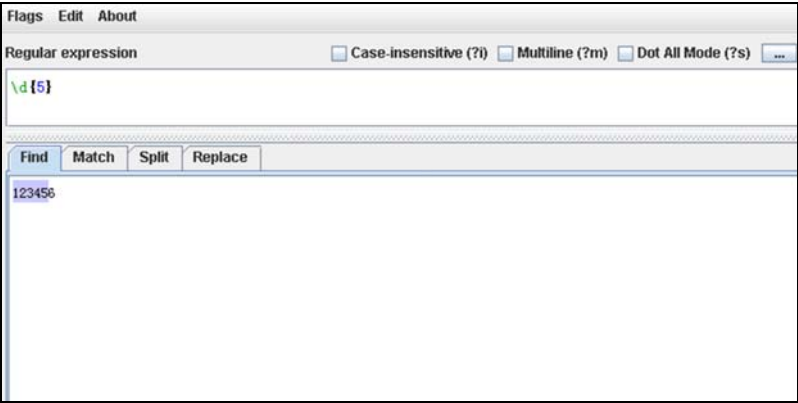 Flags Edit About
Regular expression Case-insensitive (?i) Multiline (?m) Dot All Mode (?s) ...
\d{5}
Find Match Split Replace
123456